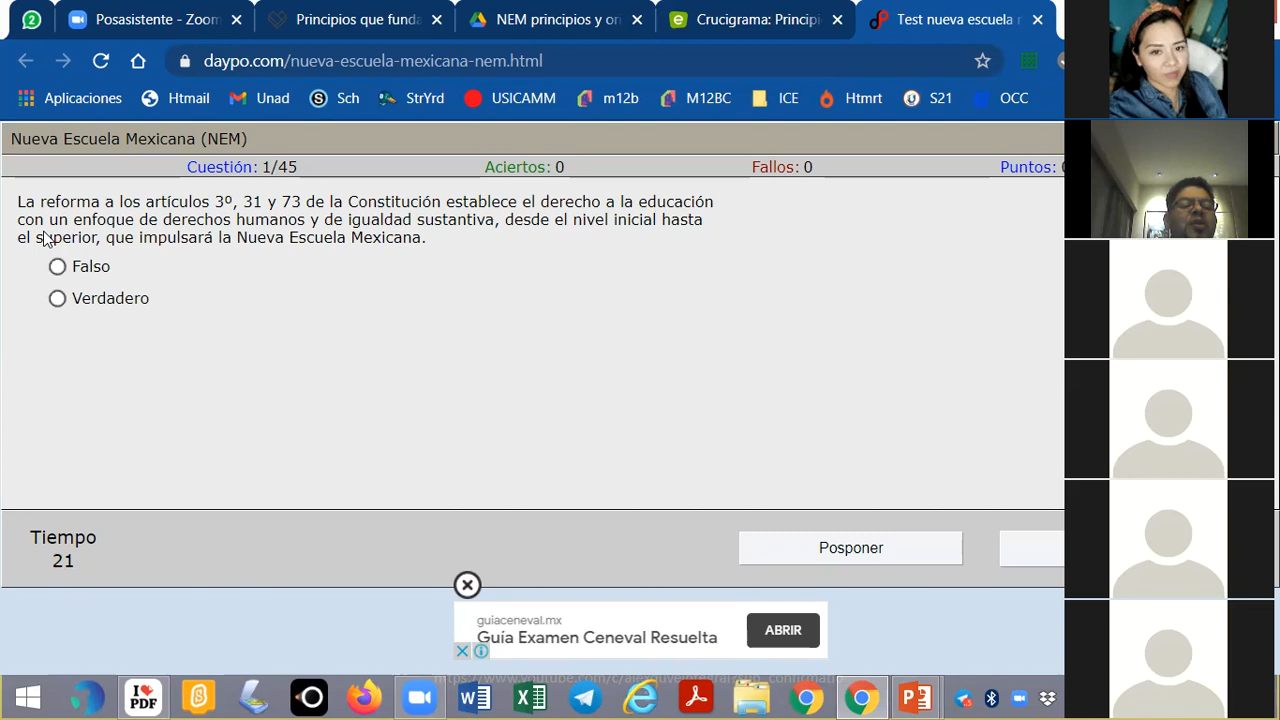 Posasistente - Zoom
Principios que funda
NEM principios y or
Crucigrama: Principi
Test nueva escuela
daypo.com/nueva-escuela-mexicana-nem.html
Aplicaciones
Htmail
Unad
Sch
StrYrd
USICAMM
m12b
M12BC
ICE
Htmrt
S21
OCC
Nueva Escuela Mexicana (NEM)
Cuestión: 1/45
Aciertos: 0
Fallos: 0
Puntos:
La reforma a los artículos 3º, 31 y 73 de la Constitución establece el derecho a la educación
con un enfoque de derechos humanos y de igualdad sustantiva, desde el nivel inicial hasta
el superior, que impulsará la Nueva Escuela Mexicana.
Falso
Verdadero
Tiempo
21
Posponer
guiaceneval.mx
Guía Examen Ceneval Resuelta
ABRIR
I
PDF